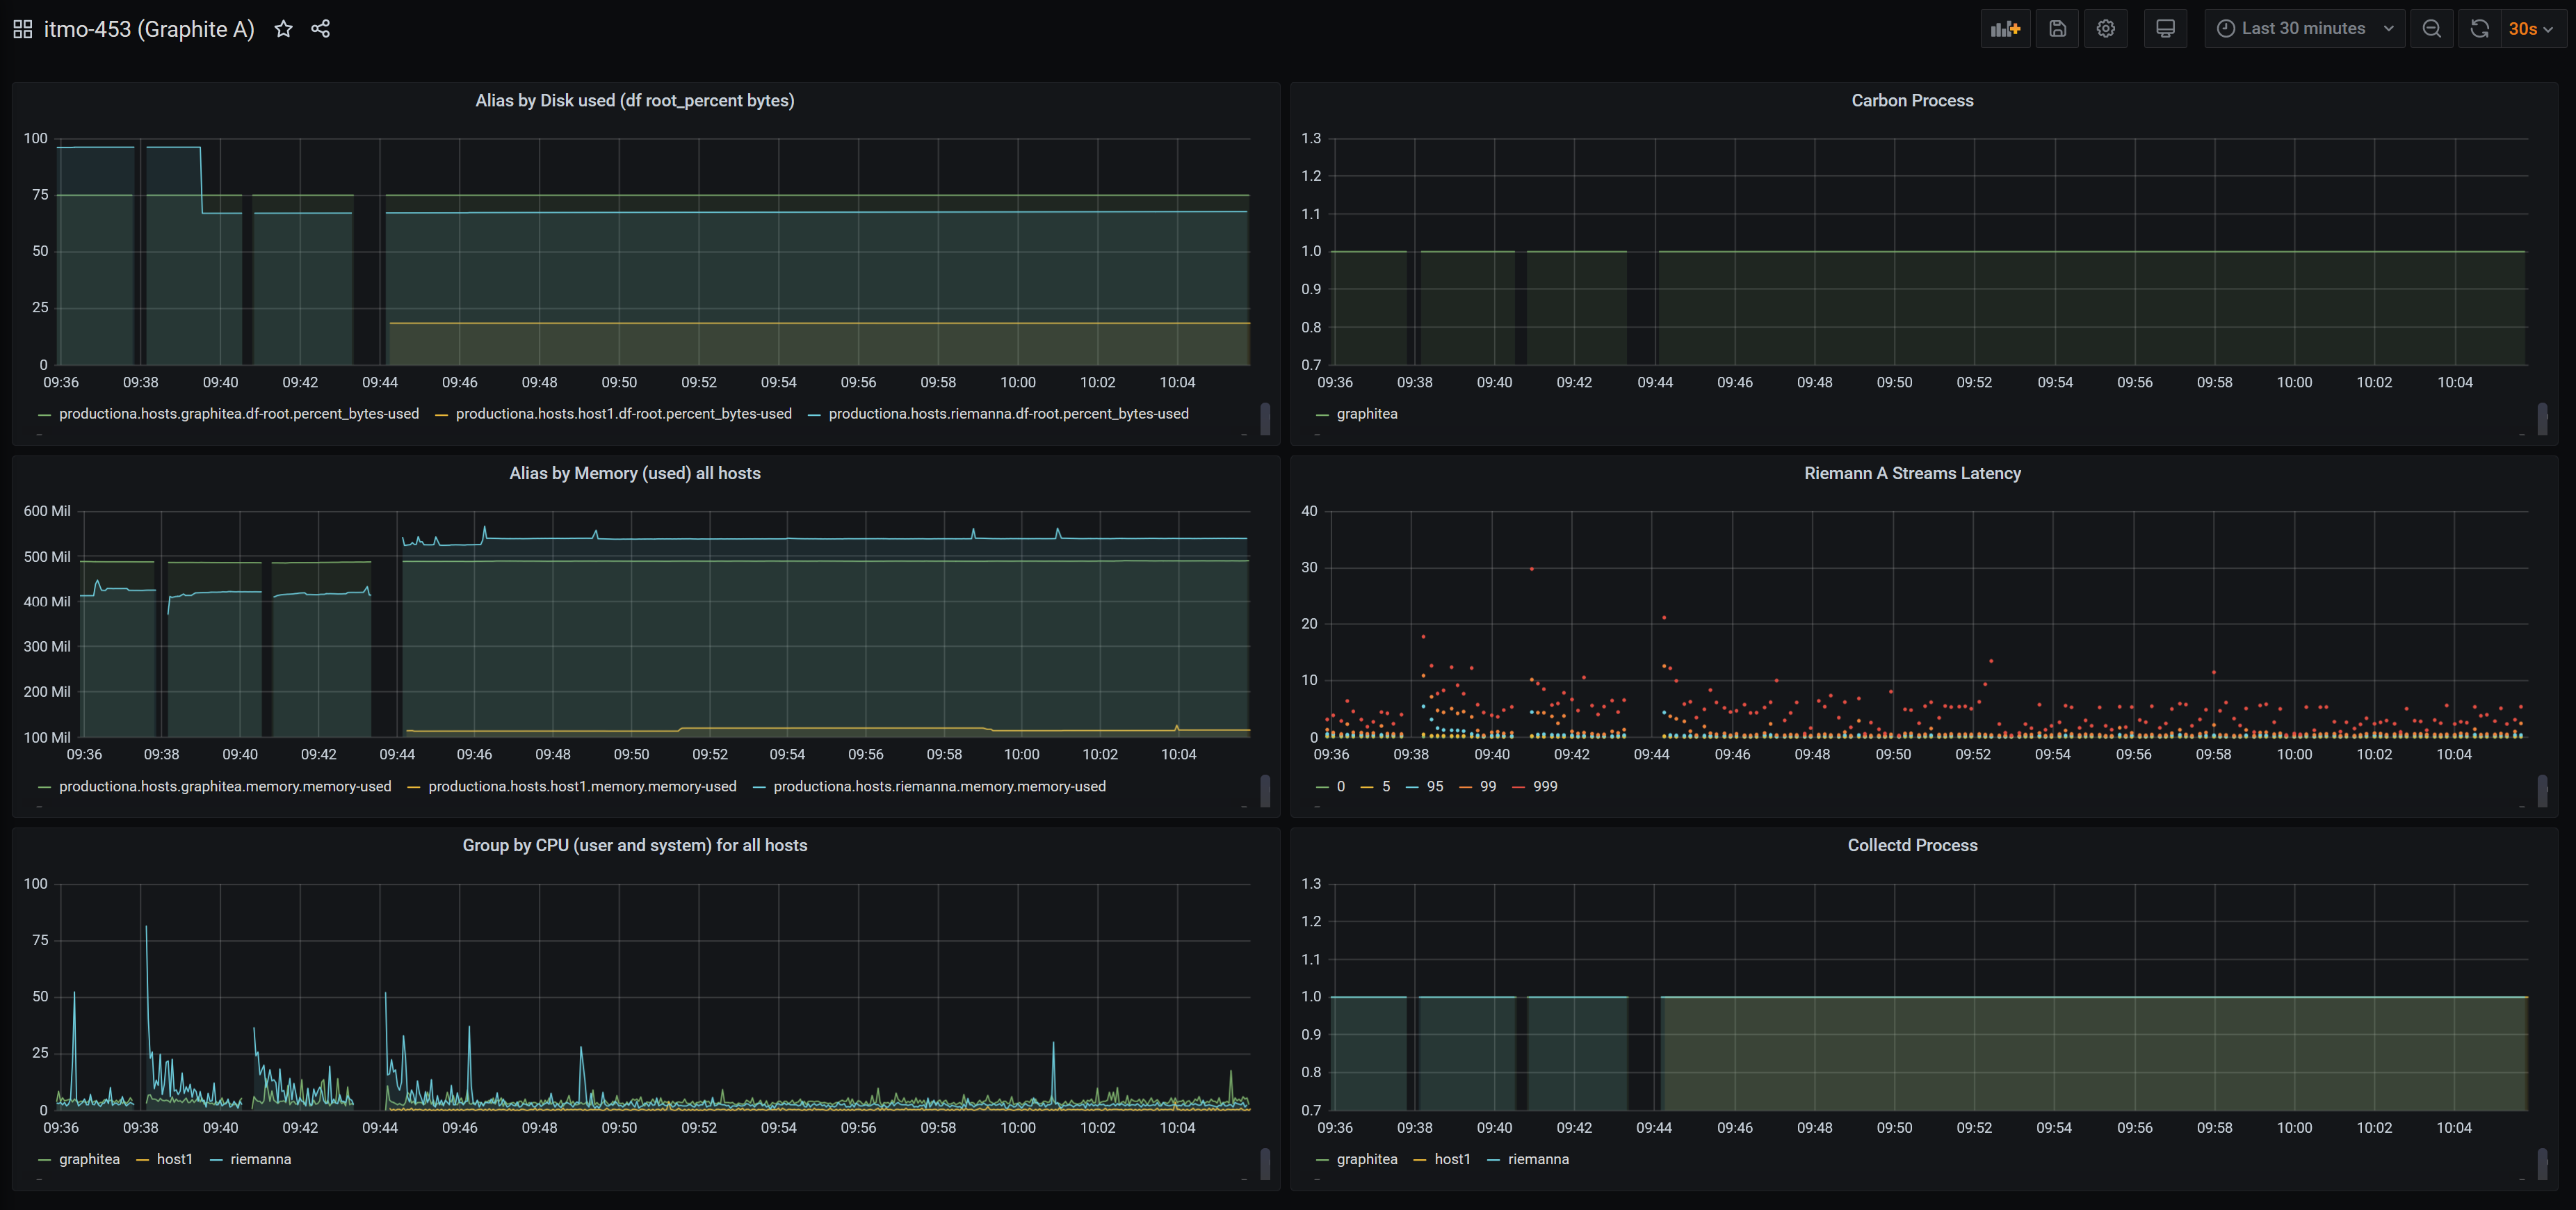 itmo-453 (Graphite A)
Last 30 minutes
30s
Alias by Disk used (df root_percent bytes)
100
75
50
25
0
09:36 09:38 09:40 09:42 09:44 09:46 09:48 09:50 09:52 09:54 09:56 09:58 10:00 10:02 10:04
productiona.hosts.graphitea.df-root.percent_bytes-used productiona.hosts.host1.df-root.percent_bytes-used productiona.hosts.riemanna.df-root.percent_bytes-used
Carbon Process
1.3
1.2
1.1
1.0
0.9
0.8
0.7
09:36 09:38 09:40 09:42 09:44 09:46 09:48 09:50 09:52 09:54 09:56 09:58 10:00 10:02 10:04
graphitea
Alias by Memory (used) all hosts
600 Mil
500 Mil
400 Mil
300 Mil
200 Mil
100 Mil
09:36 09:38 09:40 09:42 09:44 09:46 09:48 09:50 09:52 09:54 09:56 09:58 10:00 10:02 10:04
productiona.hosts.graphitea.memory.memory-used productiona.hosts.host1.memory.memory-used productiona.hosts.riemanna.memory.memory-used
Riemann A Streams Latency
40
30
20
10
0
09:36 09:38 09:40 09:42 09:44 09:46 09:48 09:50 09:52 09:54 09:56 09:58 10:00 10:02 10:04
0 5 95 99 999
Group by CPU (user and system) for all hosts
100
75
50
25
0
09:36 09:38 09:40 09:42 09:44 09:46 09:48 09:50 09:52 09:54 09:56 09:58 10:00 10:02 10:04
graphitea host1 riemanna
Collectd Process
1.3
1.2
1.1
1.0
0.9
0.8
0.7
09:36 09:38 09:40 09:42 09:44 09:46 09:48 09:50 09:52 09:54 09:56 09:58 10:00 10:02 10:04
graphitea host1 riemanna